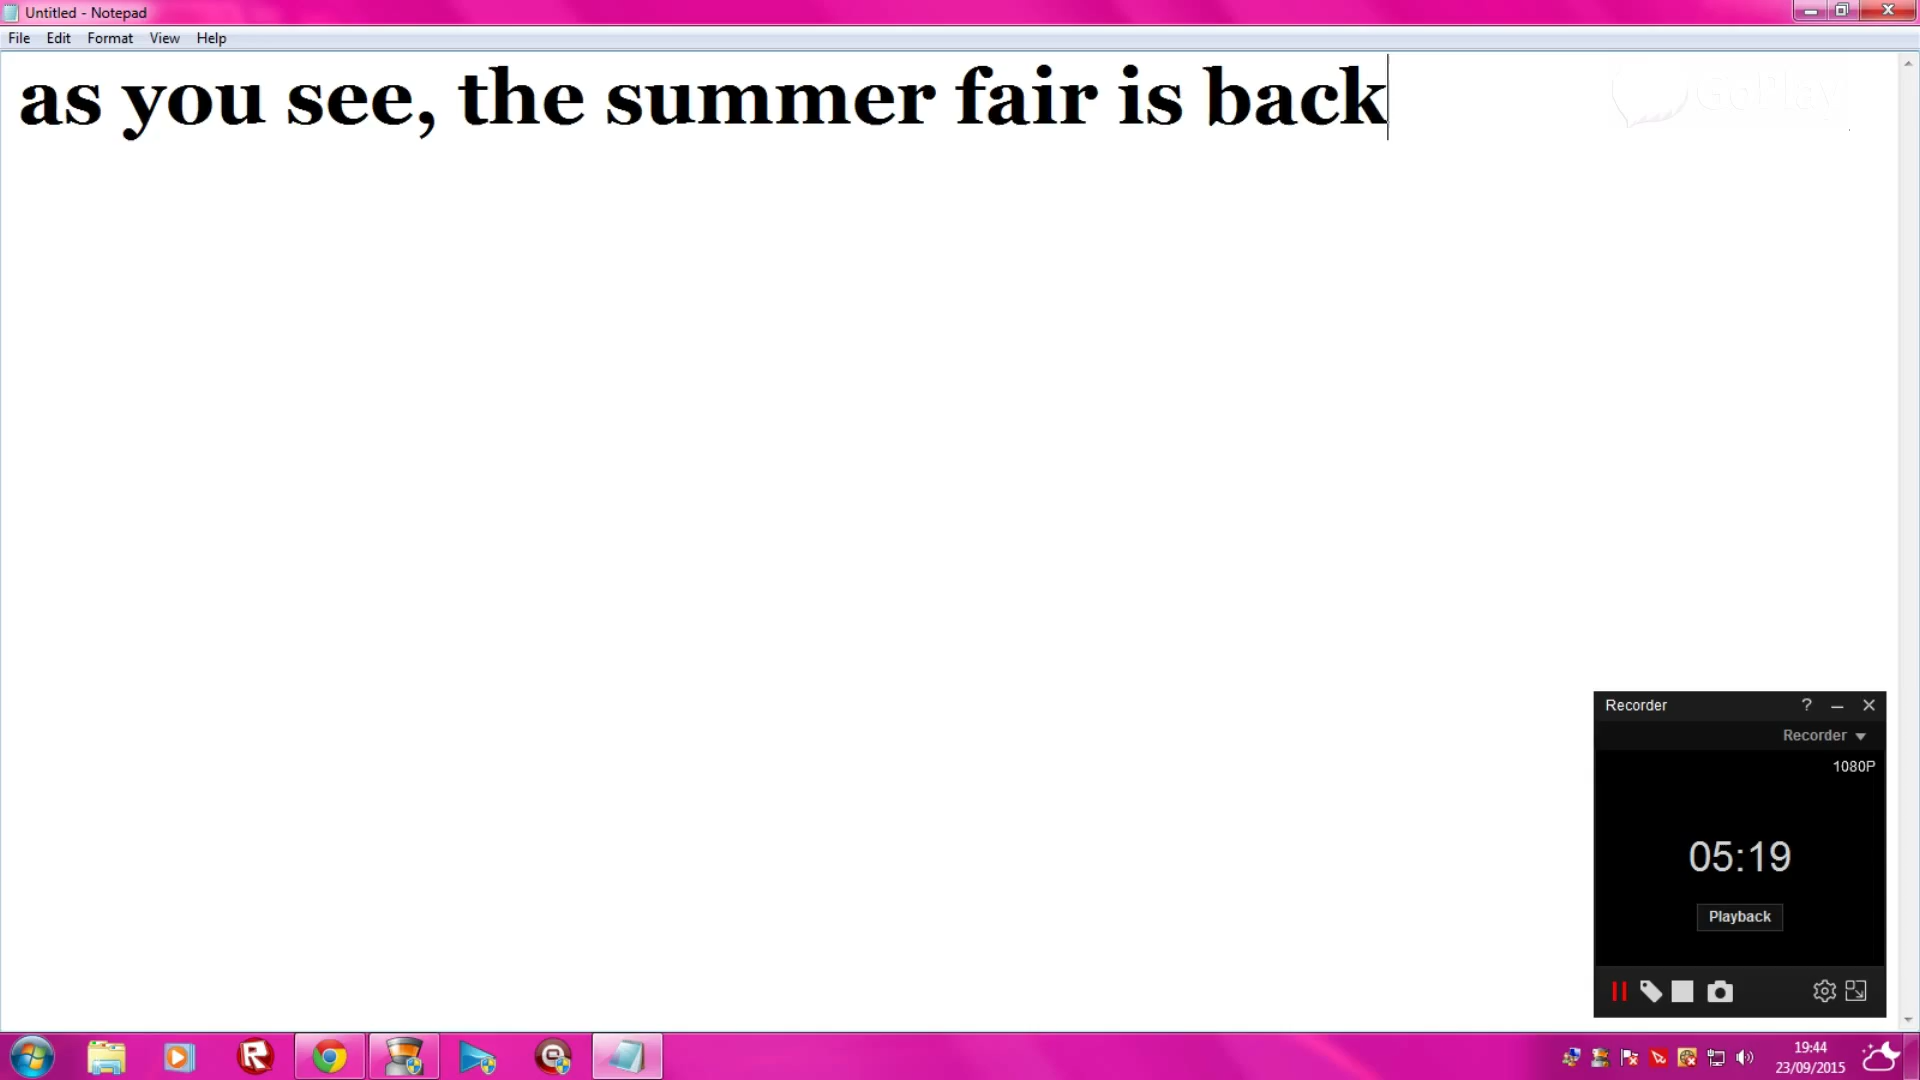 Untitled - Notepad
File Edit Format View Help
as you see, the summer fair is back
GoPlay
Recorder ?
Recorder
1080P
05:19
Playback
19:44
23/09/2015